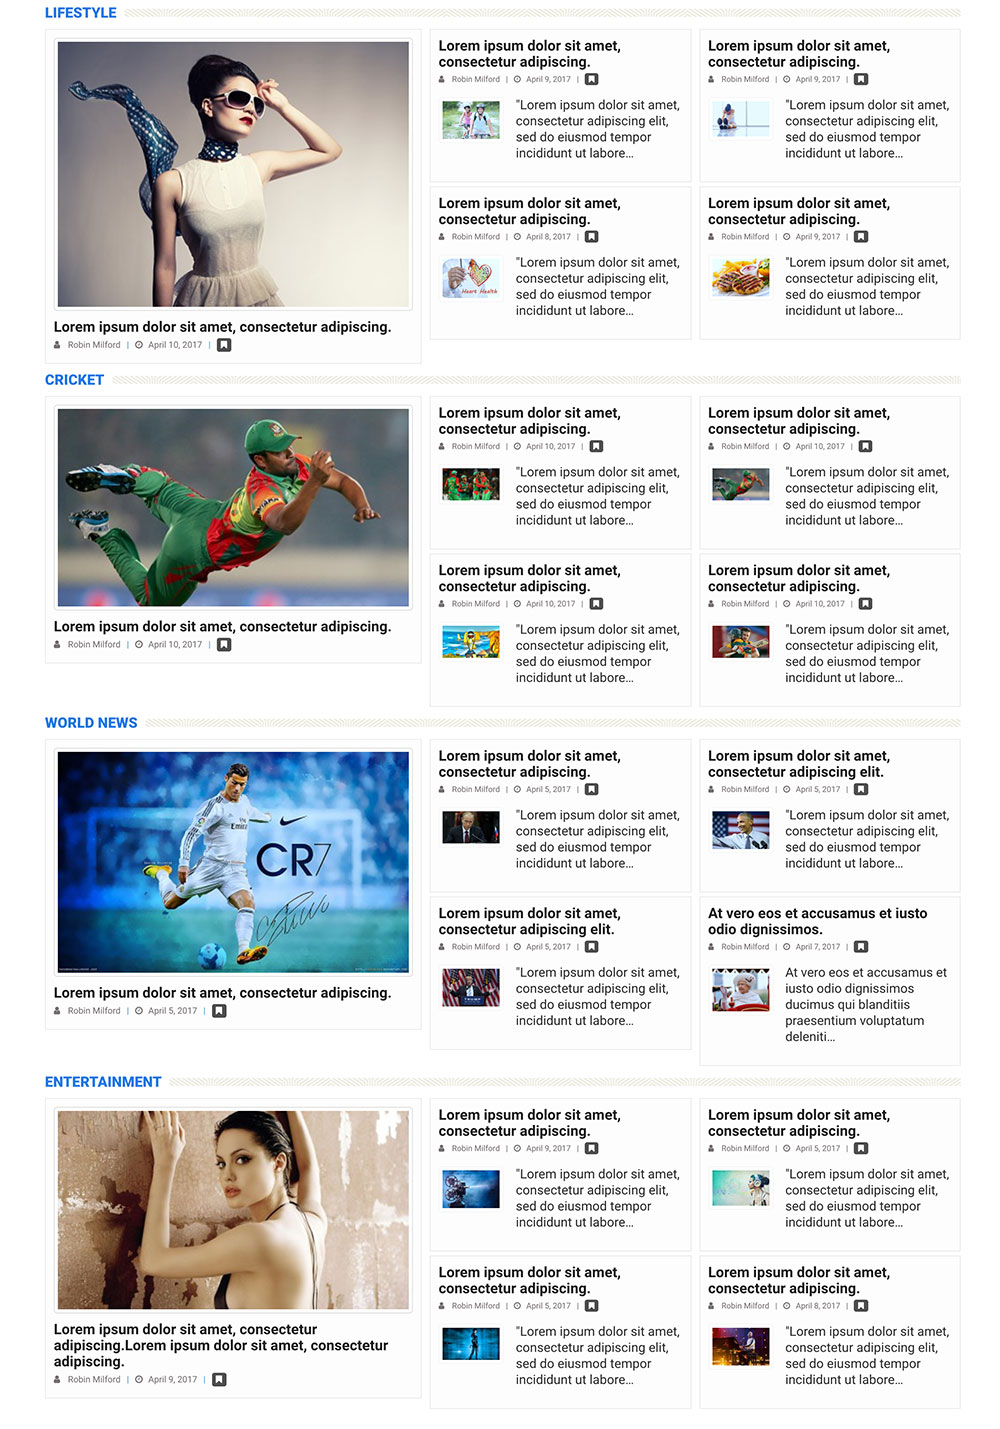 LIFESTYLE
Lorem ipsum dolor sit amet, consectetur adipiscing.
Robin Milford | April 10, 2017 |
Lorem ipsum dolor sit amet,
consectetur adipiscing.
Robin Milford | April 9, 2017 |
"Lorem ipsum dolor sit amet,
consectetur adipiscing elit,
sed do eiusmod tempor
incididunt ut labore...
Lorem ipsum dolor sit amet,
consectetur adipiscing.
Robin Milford | April 9, 2017 |
"Lorem ipsum dolor sit amet,
consectetur adipiscing elit,
sed do eiusmod tempor
incididunt ut labore...
Lorem ipsum dolor sit amet,
consectetur adipiscing.
Robin Milford | April 8, 2017 |
Heart Health
"Lorem ipsum dolor sit amet,
consectetur adipiscing elit,
sed do eiusmod tempor
incididunt ut labore...
Lorem ipsum dolor sit amet,
consectetur adipiscing.
Robin Milford | April 9, 2017 |
"Lorem ipsum dolor sit amet,
consectetur adipiscing elit,
sed do eiusmod tempor
incididunt ut labore...
CRICKET
Lorem ipsum dolor sit amet, consectetur adipiscing.
Robin Milford | April 10, 2017 |
Lorem ipsum dolor sit amet,
consectetur adipiscing.
Robin Milford | April 10, 2017 |
"Lorem ipsum dolor sit amet,
consectetur adipiscing elit,
sed do eiusmod tempor
incididunt ut labore...
Lorem ipsum dolor sit amet,
consectetur adipiscing.
Robin Milford | April 10, 2017 |
"Lorem ipsum dolor sit amet,
consectetur adipiscing elit,
sed do eiusmod tempor
incididunt ut labore...
Lorem ipsum dolor sit amet,
consectetur adipiscing.
Robin Milford | April 10, 2017 |
"Lorem ipsum dolor sit amet,
consectetur adipiscing elit,
sed do eiusmod tempor
incididunt ut labore...
Lorem ipsum dolor sit amet,
consectetur adipiscing.
Robin Milford | April 10, 2017 |
"Lorem ipsum dolor sit amet,
consectetur adipiscing elit,
sed do eiusmod tempor
incididunt ut labore...
WORLD NEWS
CR7
Lorem ipsum dolor sit amet, consectetur adipiscing.
Robin Milford | April 5, 2017 |
Lorem ipsum dolor sit amet,
consectetur adipiscing.
Robin Milford | April 5, 2017 |
"Lorem ipsum dolor sit amet,
consectetur adipiscing elit,
sed do eiusmod tempor
incididunt ut labore...
Lorem ipsum dolor sit amet,
consectetur adipiscing elit.
Robin Milford | April 5, 2017 |
"Lorem ipsum dolor sit amet,
consectetur adipiscing elit,
sed do eiusmod tempor
incididunt ut labore...
Lorem ipsum dolor sit amet,
consectetur adipiscing elit.
Robin Milford | April 5, 2017 |
TRUMP
"Lorem ipsum dolor sit amet,
consectetur adipiscing elit,
sed do eiusmod tempor
incididunt ut labore...
At vero eos et accusamus et iusto
odio dignissimos.
Robin Milford | April 7, 2017 |
At vero eos et accusamus et
iusto odio dignissimos
ducimus qui blanditiis
praesentium voluptatum
deleniti...
ENTERTAINMENT
Lorem ipsum dolor sit amet, consectetur
adipiscing.Lorem ipsum dolor sit amet, consectetur
adipiscing.
Robin Milford | April 9, 2017 |
Lorem ipsum dolor sit amet,
consectetur adipiscing.
Robin Milford | April 9, 2017 |
"Lorem ipsum dolor sit amet,
consectetur adipiscing elit,
sed do eiusmod tempor
incididunt ut labore...
Lorem ipsum dolor sit amet,
consectetur adipiscing.
Robin Milford | April 5, 2017 |
"Lorem ipsum dolor sit amet,
consectetur adipiscing elit,
sed do eiusmod tempor
incididunt ut labore...
Lorem ipsum dolor sit amet,
consectetur adipiscing.
Robin Milford | April 5, 2017 |
"Lorem ipsum dolor sit amet,
consectetur adipiscing elit,
sed do eiusmod tempor
incididunt ut labore...
Lorem ipsum dolor sit amet,
consectetur adipiscing.
Robin Milford | April 8, 2017 |
"Lorem ipsum dolor sit amet,
consectetur adipiscing elit,
sed do eiusmod tempor
incididunt ut labore...